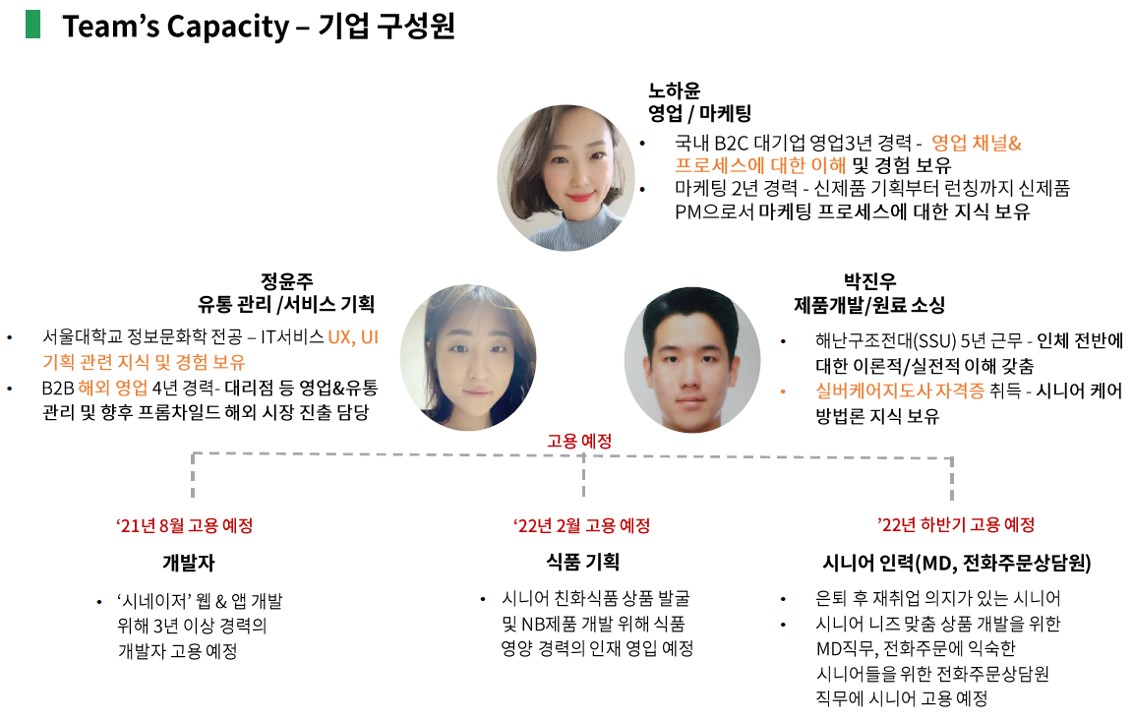 Team's Capacity – 기업 구성원
노하윤
영업 / 마케팅
• 국내 B2C 대기업 영업3년 경력 - 영업 채널&
프로세스에 대한 이해 및 경험 보유
• 마케팅 2년 경력 - 신제품 기획부터 런칭까지 신제품
PM으로서 마케팅 프로세스에 대한 지식 보유
정윤주
유통 관리 /서비스 기획
• 서울대학교 정보문화학 전공 – IT서비스 UX, UI
기획 관련 지식 및 경험 보유
• B2B 해외 영업 4년 경력- 대리점 등 영업&유통
관리 및 향후 프롬차일드 해외 시장 진출 담당
박진우
제품개발/원료 소싱
• 해난구조전대(SSU) 5년 근무 - 인체 전반에
대한 이론적/실전적 이해 갖춤
• 실버케어지도사 자격증 취득 - 시니어 케어
방법론 지식 보유
고용 예정
‘21년 8월 고용 예정
개발자
• ‘시네이저’ 웹 & 앱 개발
위해 3년 이상 경력의
개발자 고용 예정
‘22년 2월 고용 예정
식품 기획
• 시니어 친화식품 상품 발굴
및 NB제품 개발 위해 식품
영양 경력의 인재 영입 예정
’22년 하반기 고용 예정
시니어 인력(MD, 전화주문상담원)
• 은퇴 후 재취업 의지가 있는 시니어
• 시니어 니즈 맞춤 상품 개발을 위한
MD직무, 전화주문에 익숙한
시니어들을 위한 전화주문상담원
직무에 시니어 고용 예정